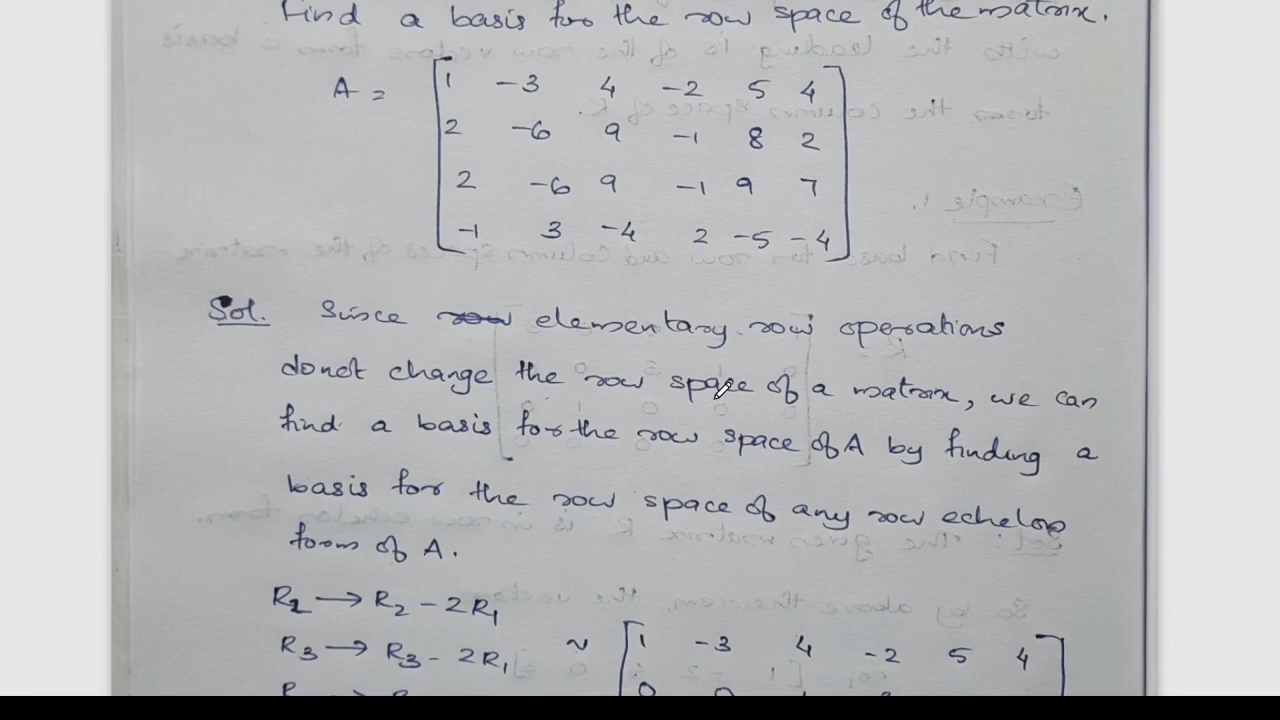 Find a basis for the row space of the matrix.
A = [ 1 -3 4 -2 5 4
2 -6 9 -1 8 2
2 -6 9 -1 9 7
-1 3 -4 2 -5 -4 ]
Sol. Since elementary row operations
do not change the row space of a matrix, we can
find a basis for the row space of A by finding a
basis for the row space of any row echelon
form of A.
R2 → R2 - 2R1
R3 → R3 - 2R1 ~ [ 1 -3 4 -2 5 4 ]